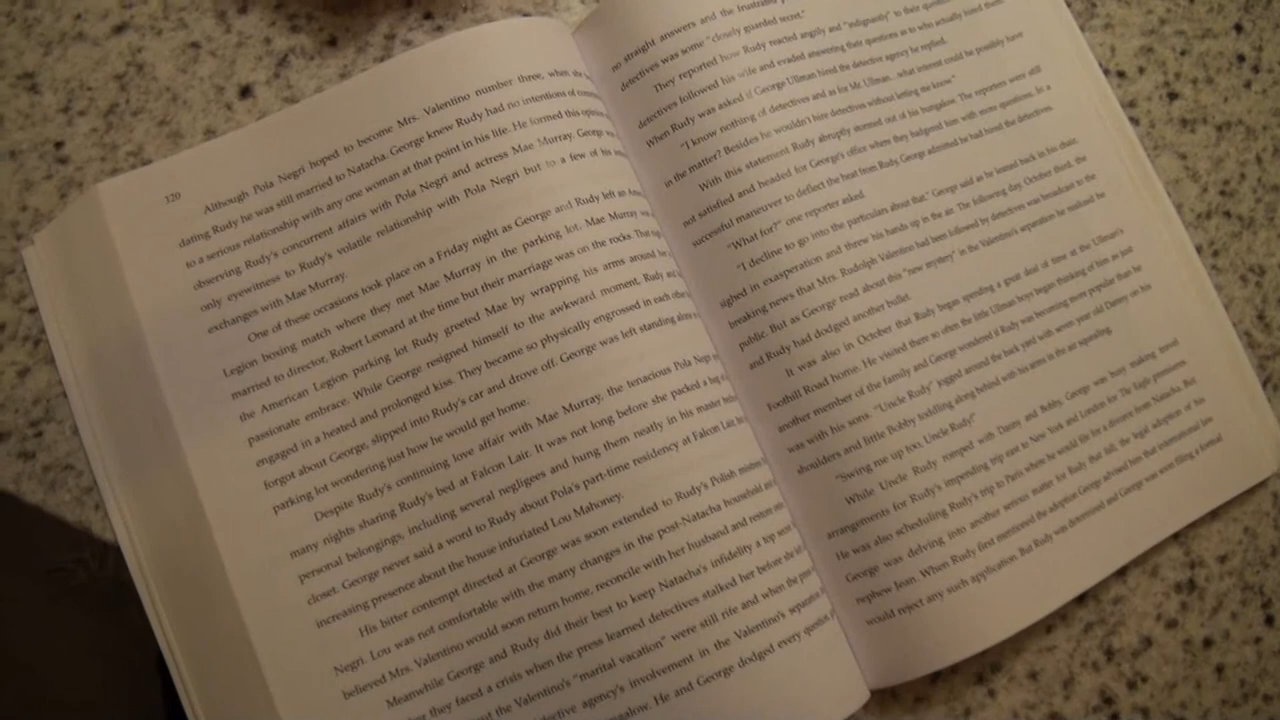 320
Although Pola Negri hoped to become Mrs. Valentino number three, when she
dating Rudy he was still married to Natacha. George knew Rudy had no intentions of
to a serious relationship with any one woman at that point in his life. He formed this opinion
observing Rudy's concurrent affairs with Pola Negri and actress Mae Murray. George
only eyewitness to Rudy's volatile relationship with Pola Negri but to a few of his
exchanges with Mae Murray.
One of these occasions took place on a Friday night as George and Rudy left an
Legion boxing match where they met Mae Murray in the parking lot. Mae Murray
married to director, Robert Leonard at the time but their marriage was on the rocks. That
the American Legion parking lot Rudy greeted Mae by wrapping his arms around
passionate embrace. While George resigned himself to the awkward moment, Rudy
engaged in a heated and prolonged kiss. They became so physically engrossed in each
forgot about George, slipped into Rudy's car and drove off. George was left standing
parking lot wondering just how he would get home.
Despite Rudy's continuing love affair with Mae Murray, the tenacious Pola
many nights sharing Rudy's bed at Falcon Lair. It was not long before she packed a
personal belongings, including several negligees and hung them neatly in his master
closet. George never said a word to Rudy about Pola's part-time residency at Falcon Lair,
increasing presence about the house infuriated Lou Mahoney.
His bitter contempt directed at George was soon extended to Rudy's Polish
Negri. Lou was not comfortable with the many changes in the post-Natacha household
believed Mrs. Valentino would soon return home, reconcile with her husband and restore
Meanwhile George and Rudy did their best to keep Natacha's infidelity a top
they faced a crisis when the press learned detectives stalked her before she
the Valentino's "marital vacation" were still rife and when the
agency's involvement in the Valentino's
He and George dodged every
no straight answers and the frustrated
detectives was some "closely guarded secret."
They reported how Rudy reacted angrily and "indignantly" to their
detectives followed his wife and evaded answering their questions as to who actually hired them.
When Rudy was asked if George Ullman hired the detective agency he replied.
"I know nothing of detectives and as for Mr. Ullman...what interest could he possibly have
in the matter? Besides he wouldn't hire detectives without letting me know"
With this statement Rudy abruptly stormed out of his bungalow. The reporters were still
not satisfied and headed for George's office where they badgered him with more questions. In a
successful maneuver to deflect the heat from Rudy, George admitted he had hired the detectives.
"What for?" one reporter asked.
"I decline to go into the particulars about that." George said as he leaned back in his chair,
sighed in exasperation and threw his hands up in the air. The following day, October third, the
breaking news that Mrs. Rudolph Valentino had been followed by detectives was broadcast to the
public. But as George read about this "new mystery" in the Valentino's separation he realized he
and Rudy had dodged another bullet.
It was also in October that Rudy began spending a great deal of time at the Ullman's
Foothill Road home. He visited them so often the little Ullman boys began thinking of him as just
another member of the family and George wondered if Rudy was becoming more popular than he
was with his sons. "Uncle Rudy" jogged around the back yard with seven year old Danny on his
shoulders and little Bobby toddling along behind with his arms in the air squealing.
"Swing me up too, Uncle Rudy!"
While Uncle Rudy romped with Danny and Bobby, George was busy making travel
arrangements for Rudy's impending trip east to New York and London for The Eagle premieres.
He was also scheduling Rudy's trip to Paris where he would file for a divorce from Natacha. But
George was delving into another serious matter for Rudy that fall, the legal adoption of his
nephew Jean. When Rudy first mentioned the adoption George advised him that
would reject any such application. But Rudy was determined and George was soon filing a formal